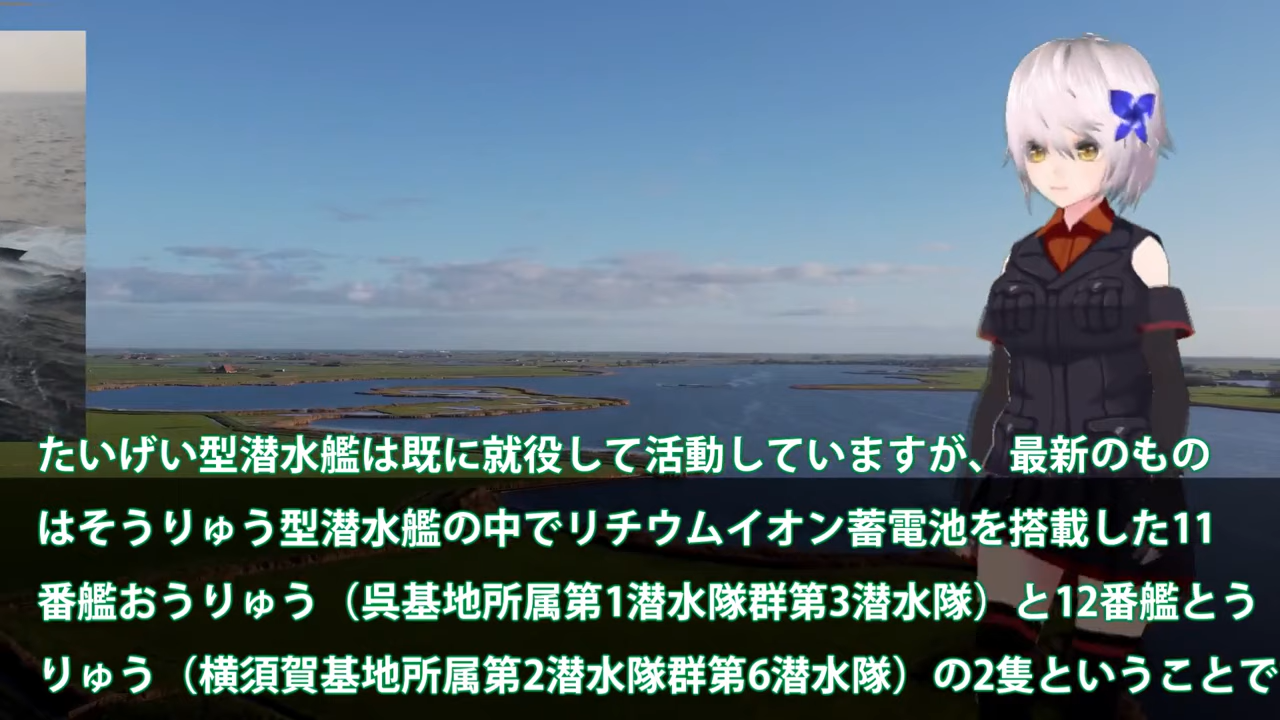 たいげい型潜水艦は既に就役して活動していますが、最新のもの
はそうりゅう型潜水艦の中でリチウムイオン蓄電池を搭載した11
番艦おうりゅう（呉基地所属第1潜水隊群第3潜水隊）と12番艦とう
りゅう（横須賀基地所属第2潜水隊群第6潜水隊）の2隻ということで